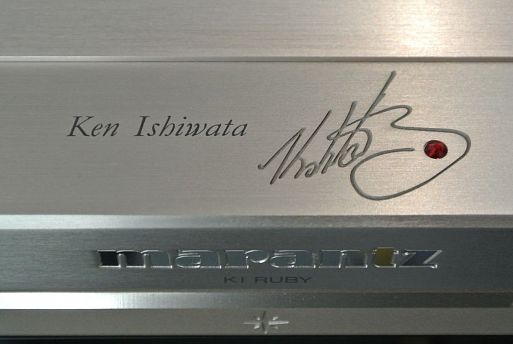 Ken Ishiwata
marantz
KI RUBY